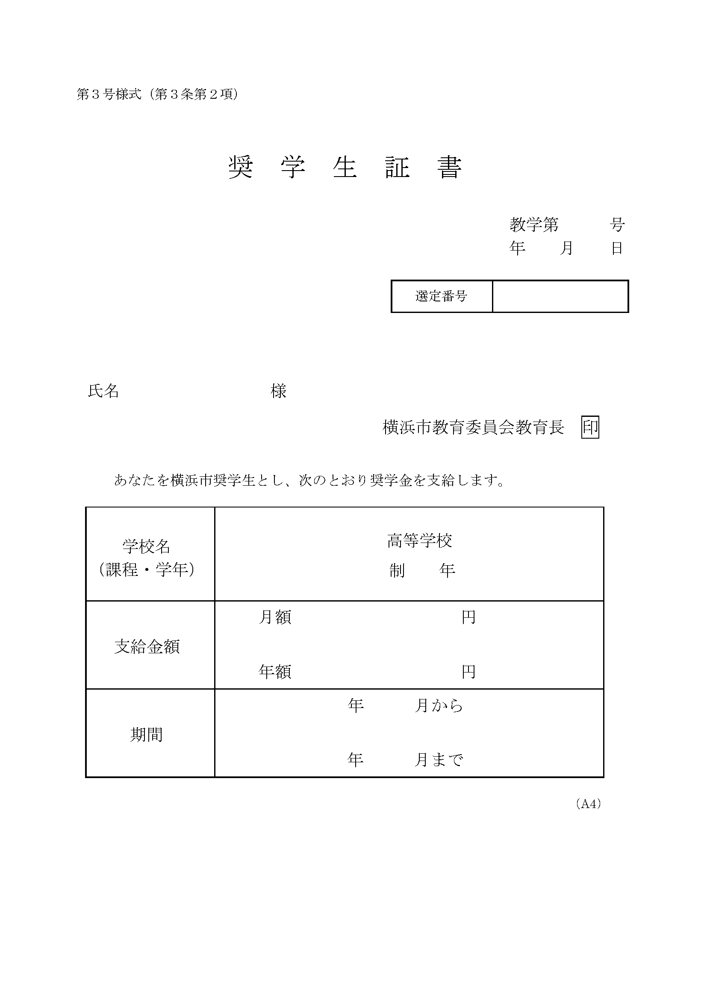 第３号様式（第３条第２項）
奨 学 生 証 書
教学第　　　号
年　　月　　日
選定番号
氏名　　　　　　　　　様
横浜市教育委員会教育長　印
あなたを横浜市奨学生とし、次のとおり奨学金を支給します。
学校名
（課程・学年）
高等学校
制　　年
支給金額
月額　　　　　　　　　　円
年額　　　　　　　　　　円
期間
年　　　月から
年　　　月まで
（A4）